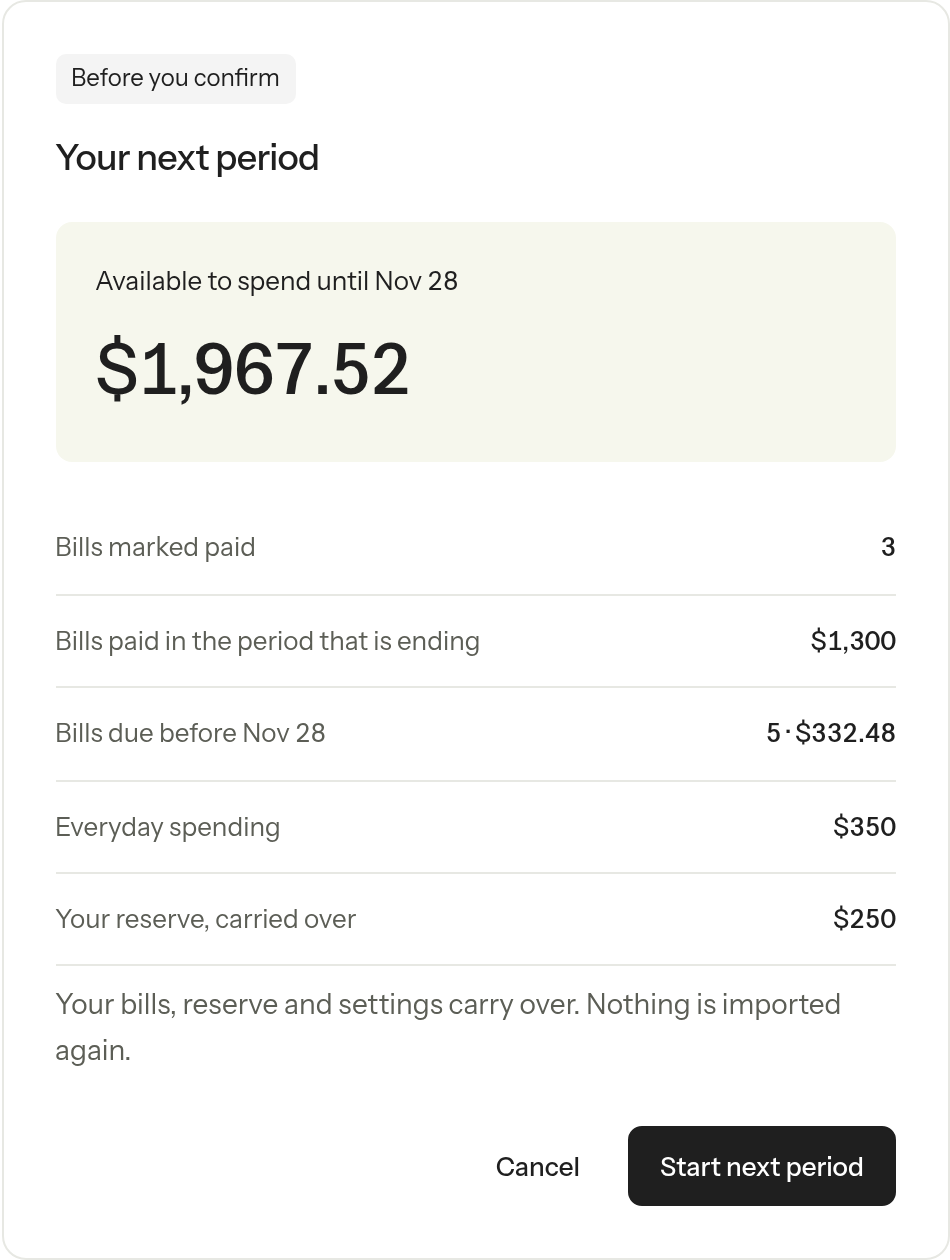 Before you confirm
Your next period
Available to spend until Nov 28
$1,967.52
Bills marked paid 3
Bills paid in the period that is ending $1,300
Bills due before Nov 28 5 · $332.48
Everyday spending $350
Your reserve, carried over $250
Your bills, reserve and settings carry over. Nothing is imported
again.
Cancel Start next period